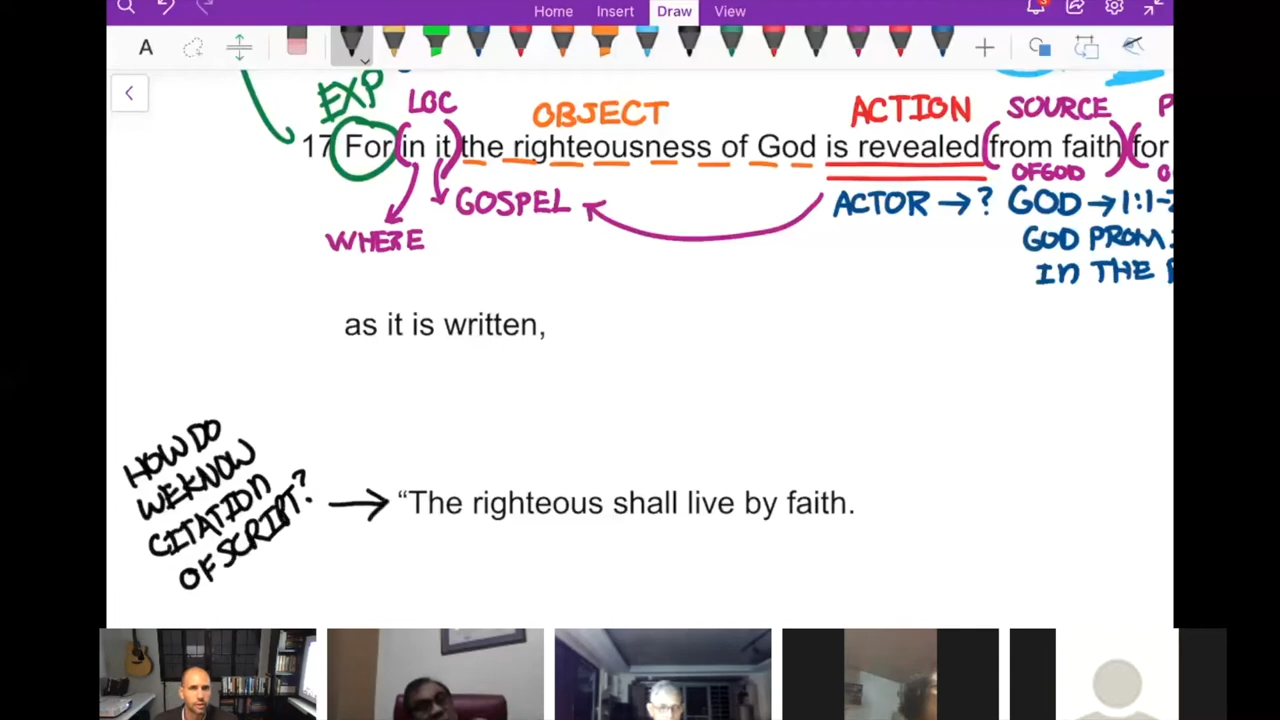 Home Insert Draw View
A
EXP LOC OBJECT ACTION SOURCE P
17 For (in it) the righteousness of God is revealed (from faith) (for
OF GOD
GOSPEL ACTOR → ? GOD → 1:1-2
WHERE GOD PROM
IN THE P
as it is written,
HOW DO
WE KNOW
CITATION
OF SCRIPT?
→ “The righteous shall live by faith.